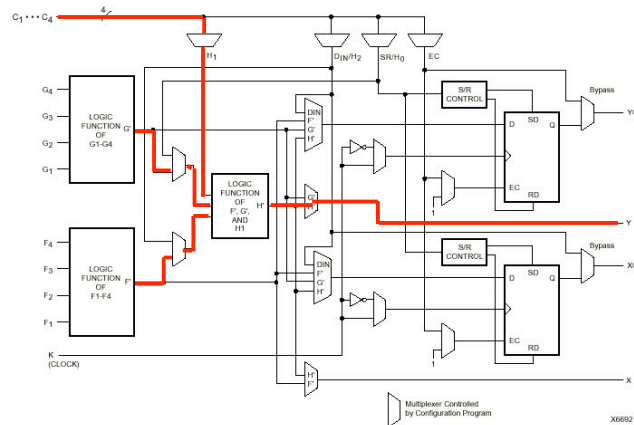 C1 ···· C4
4
H1
DIN/H2
SR/H0
EC
G4
G3
G2
G1
LOGIC
FUNCTION
OF
G1-G4
G'
DIN
F'
G'
H'
S/R
CONTROL
Bypass
D
SD
Q
EC
RD
1
LOGIC
FUNCTION
OF
F', G',
AND
H1
H'
G'
Y
F4
F3
F2
F1
LOGIC
FUNCTION
OF
F1-F4
F'
DIN
F'
G'
H'
S/R
CONTROL
Bypass
D
SD
Q
EC
RD
1
K
(CLOCK)
H'
F'
X
Multiplexer Controlled
by Configuration Program
X6692